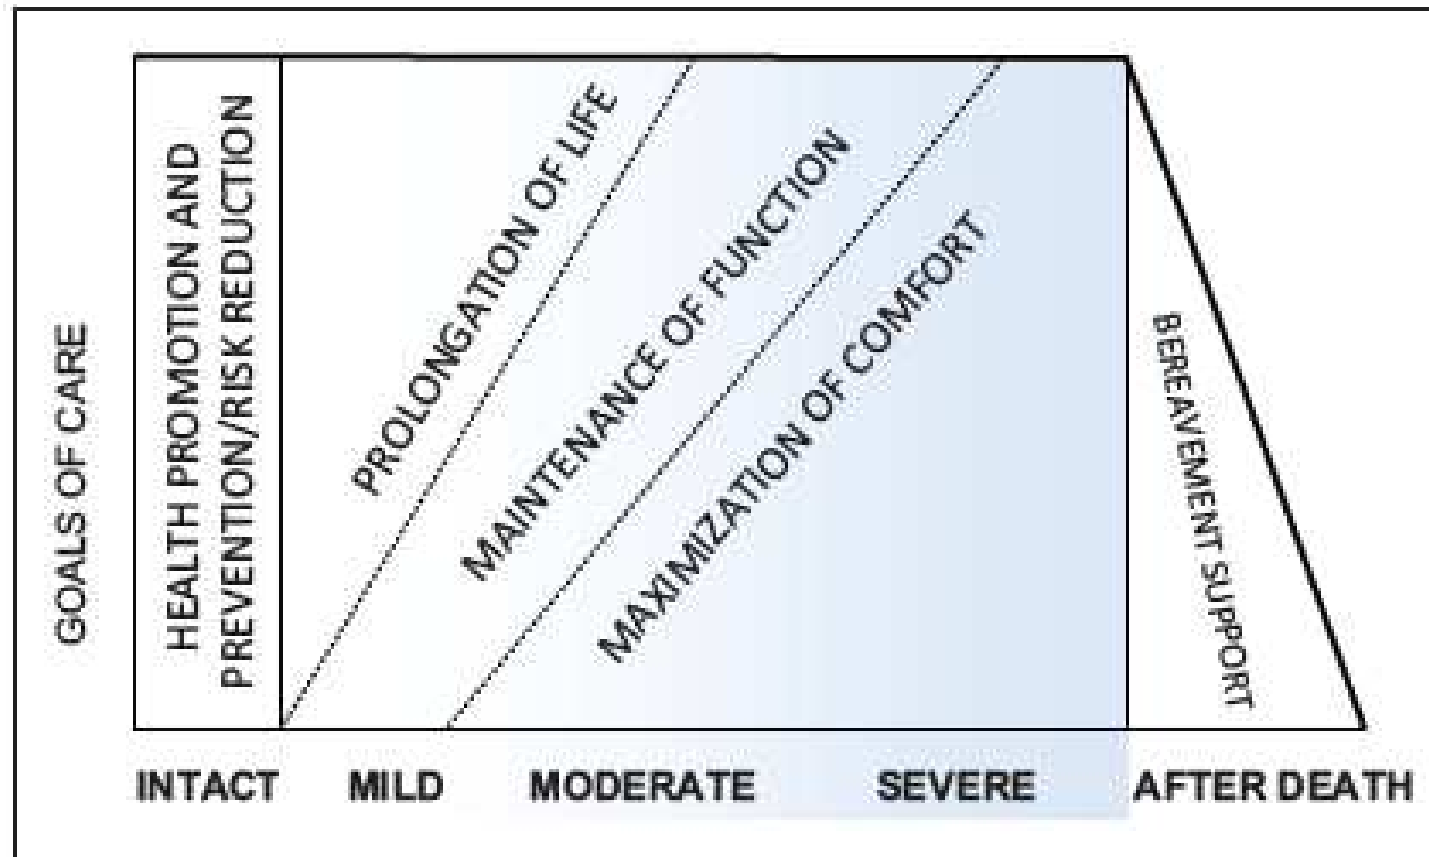 GOALS OF CARE
HEALTH PROMOTION AND
PREVENTION/RISK REDUCTION
PROLONGATION OF LIFE
MAINTENANCE OF FUNCTION
MAXIMIZATION OF COMFORT
BEREAVEMENT SUPPORT
INTACT MILD MODERATE SEVERE AFTER DEATH